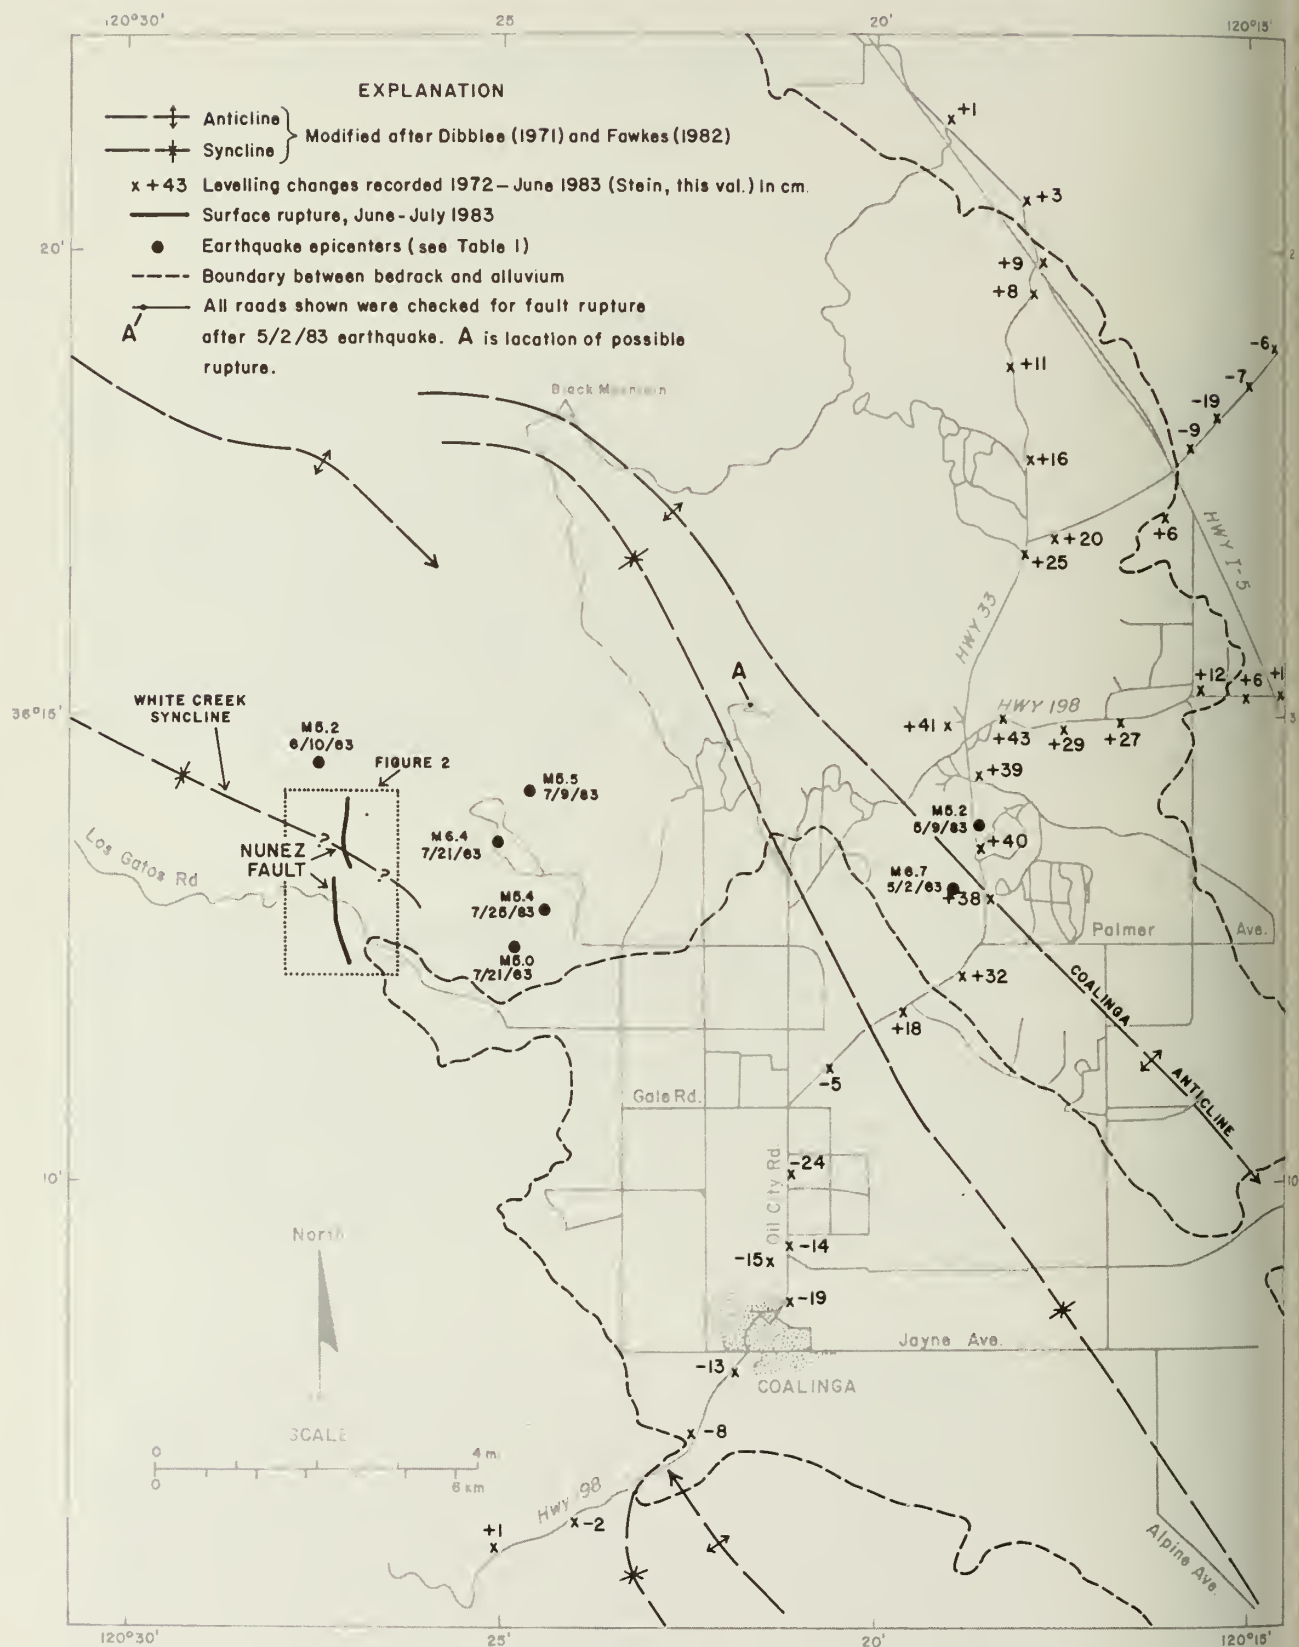 120°30'
25
20'
120°15'
EXPLANATION
Anticline
Syncline
Modified after Dibblee (1971) and Fawkes (1982)
x +43 Levelling changes recorded 1972–June 1983 (Stein, this vol.) in cm.
Surface rupture, June-July 1983
Earthquake epicenters (see Table 1)
Boundary between bedrock and alluvium
All roads shown were checked for fault rupture
A
after 5/2/83 earthquake. A is location of possible
rupture.
+1
+3
20'
+9
+8
-6
+11
-7
Black Mountain
-19
-9
+16
HWY I-5
+6
+20
+25
HWY 33
A
+12
+6
+1
WHITE CREEK
SYNCLINE
36°15'
HWY 198
M5.2
6/10/83
+41
+43
+29
+27
FIGURE 2
+39
M5.5
7/9/83
M5.2
5/9/83
Los Gatos Rd
?
M6.4
7/21/83
+40
NUNEZ
FAULT
?
M6.7
5/2/83
+38
M5.4
7/25/83
Palmer Ave.
M5.0
7/21/83
+32
COALINGA
ANTICLINE
+18
-5
Gale Rd.
-24
10'
10
Oil City Rd
North
-14
-15
-19
Jayne Ave.
-13
COALINGA
SCALE
-8
0
4 mi
0
6 KM
Hwy 198
-2
+1
Alpine Ave.
120°30'
25'
20'
120°15'